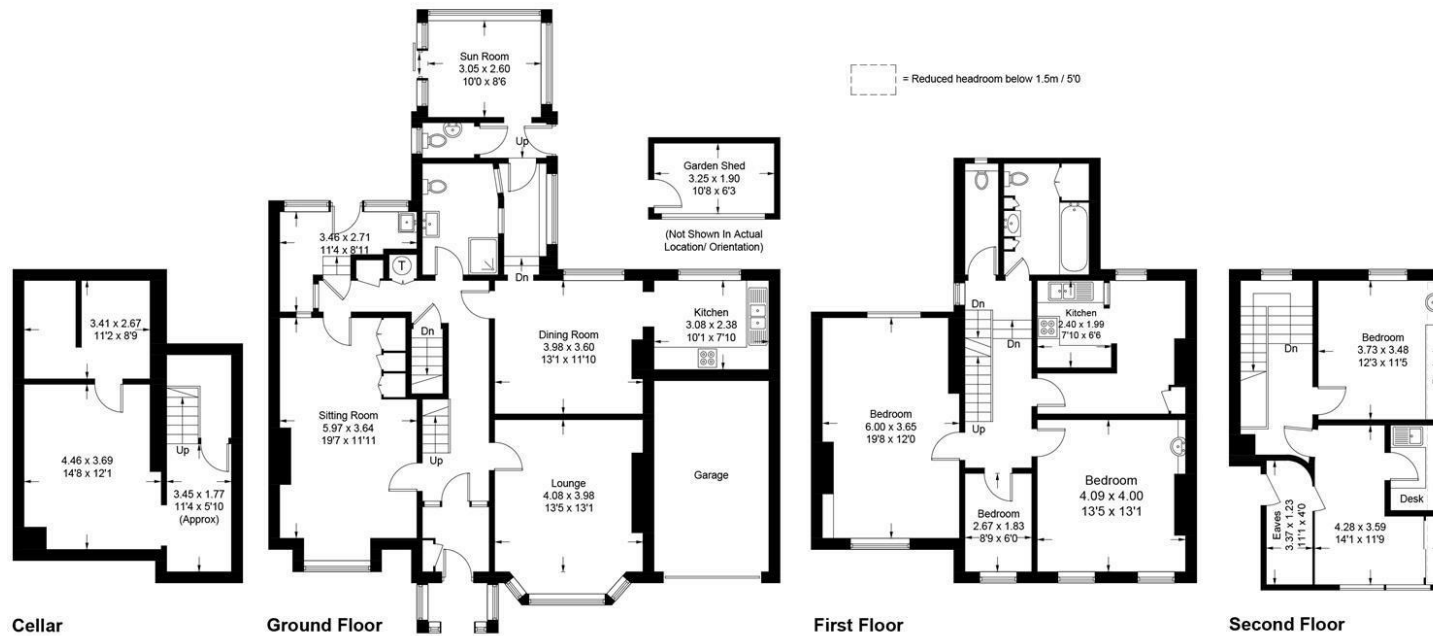 Sun Room
3.05 x 2.60
10'0 x 8'6
= Reduced headroom below 1.5m / 5'0
Up
Garden Shed
3.25 x 1.90
10'8 x 6'3
(Not Shown In Actual
Location/ Orientation)
3.41 x 2.67
11'2 x 8'9
4.46 x 3.69
14'8 x 12'1
Up
3.45 x 1.77
11'4 x 5'10
(Approx)
Cellar
3.46 x 2.71
11'4 x 8'11
T
Dn
Dn
Dining Room
3.98 x 3.60
13'1 x 11'10
Kitchen
3.08 x 2.38
10'1 x 7'10
Sitting Room
5.97 x 3.64
19'7 x 11'11
Up
Lounge
4.08 x 3.98
13'5 x 13'1
Garage
Ground Floor
Dn
Dn
Kitchen
2.40 x 1.99
7'10 x 6'6
Bedroom
6.00 x 3.65
19'8 x 12'0
Up
Bedroom
4.09 x 4.00
13'5 x 13'1
Bedroom
2.67 x 1.83
8'9 x 6'0
First Floor
Dn
Bedroom
3.73 x 3.48
12'3 x 11'5
Desk
Eaves
3.37 x 1.23
11'1 x 4'0
4.28 x 3.59
14'1 x 11'9
Second Floor